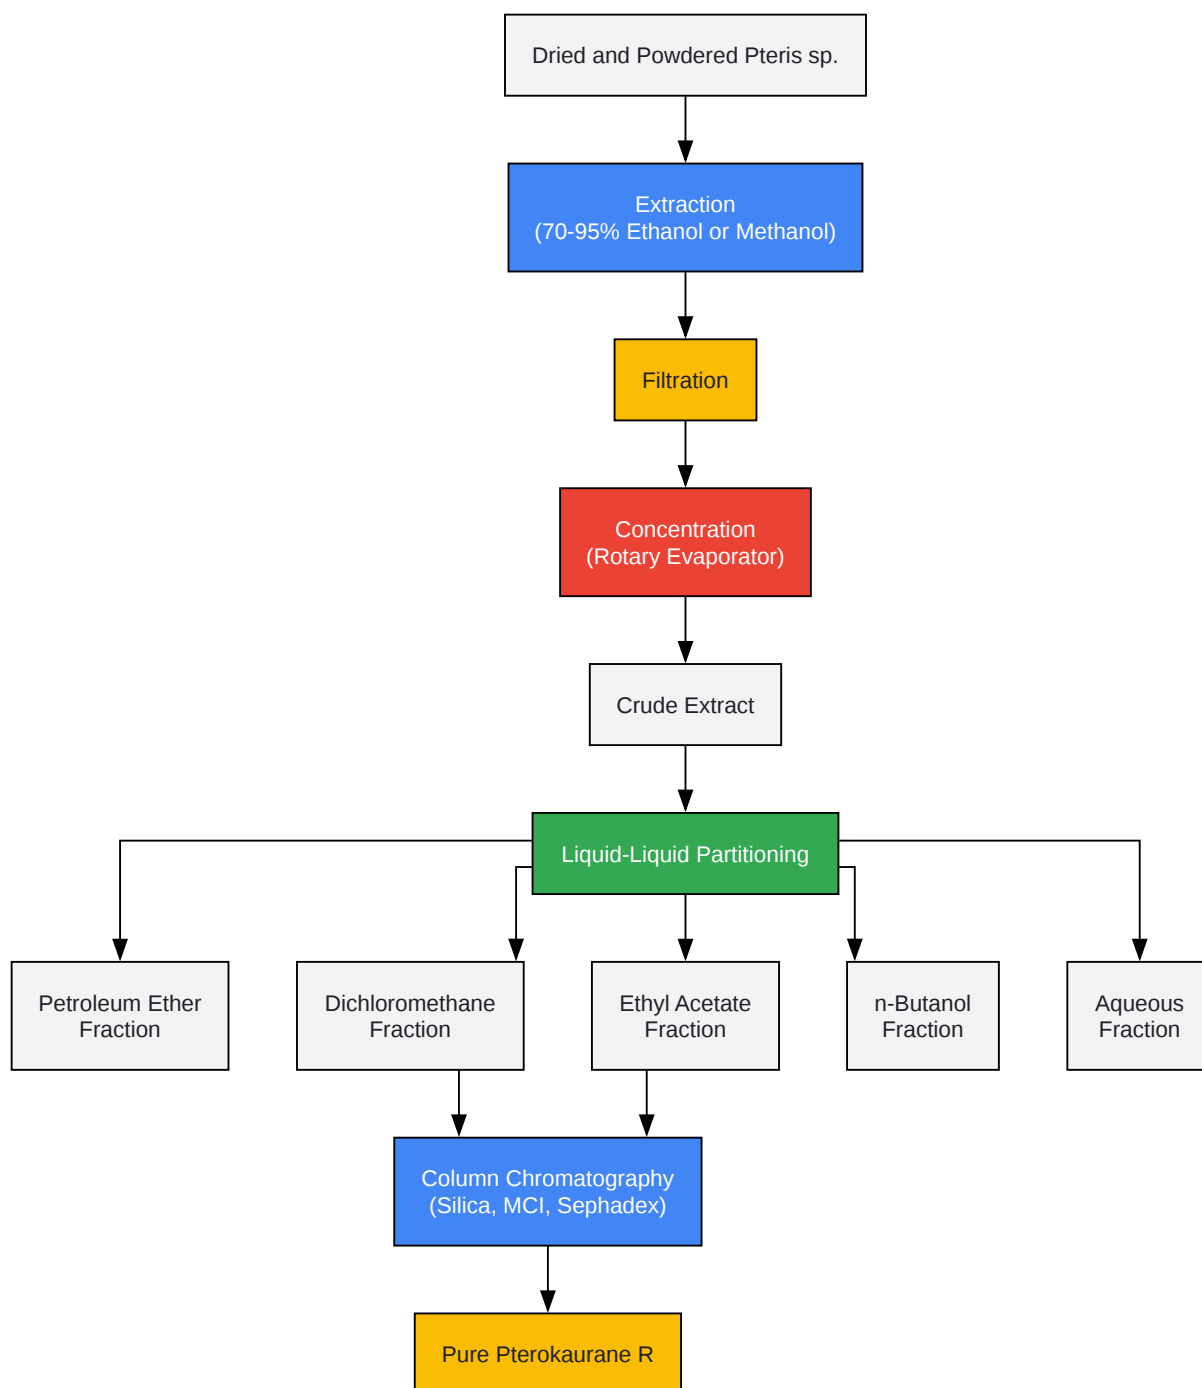 Dried and Powdered Pteris sp.
Extraction
(70-95% Ethanol or Methanol)
Filtration
Concentration
(Rotary Evaporator)
Crude Extract
Liquid-Liquid Partitioning
Petroleum Ether
Fraction
Dichloromethane
Fraction
Ethyl Acetate
Fraction
n-Butanol
Fraction
Aqueous
Fraction
Column Chromatography
(Silica, MCI, Sephadex)
Pure Pterokaurane R